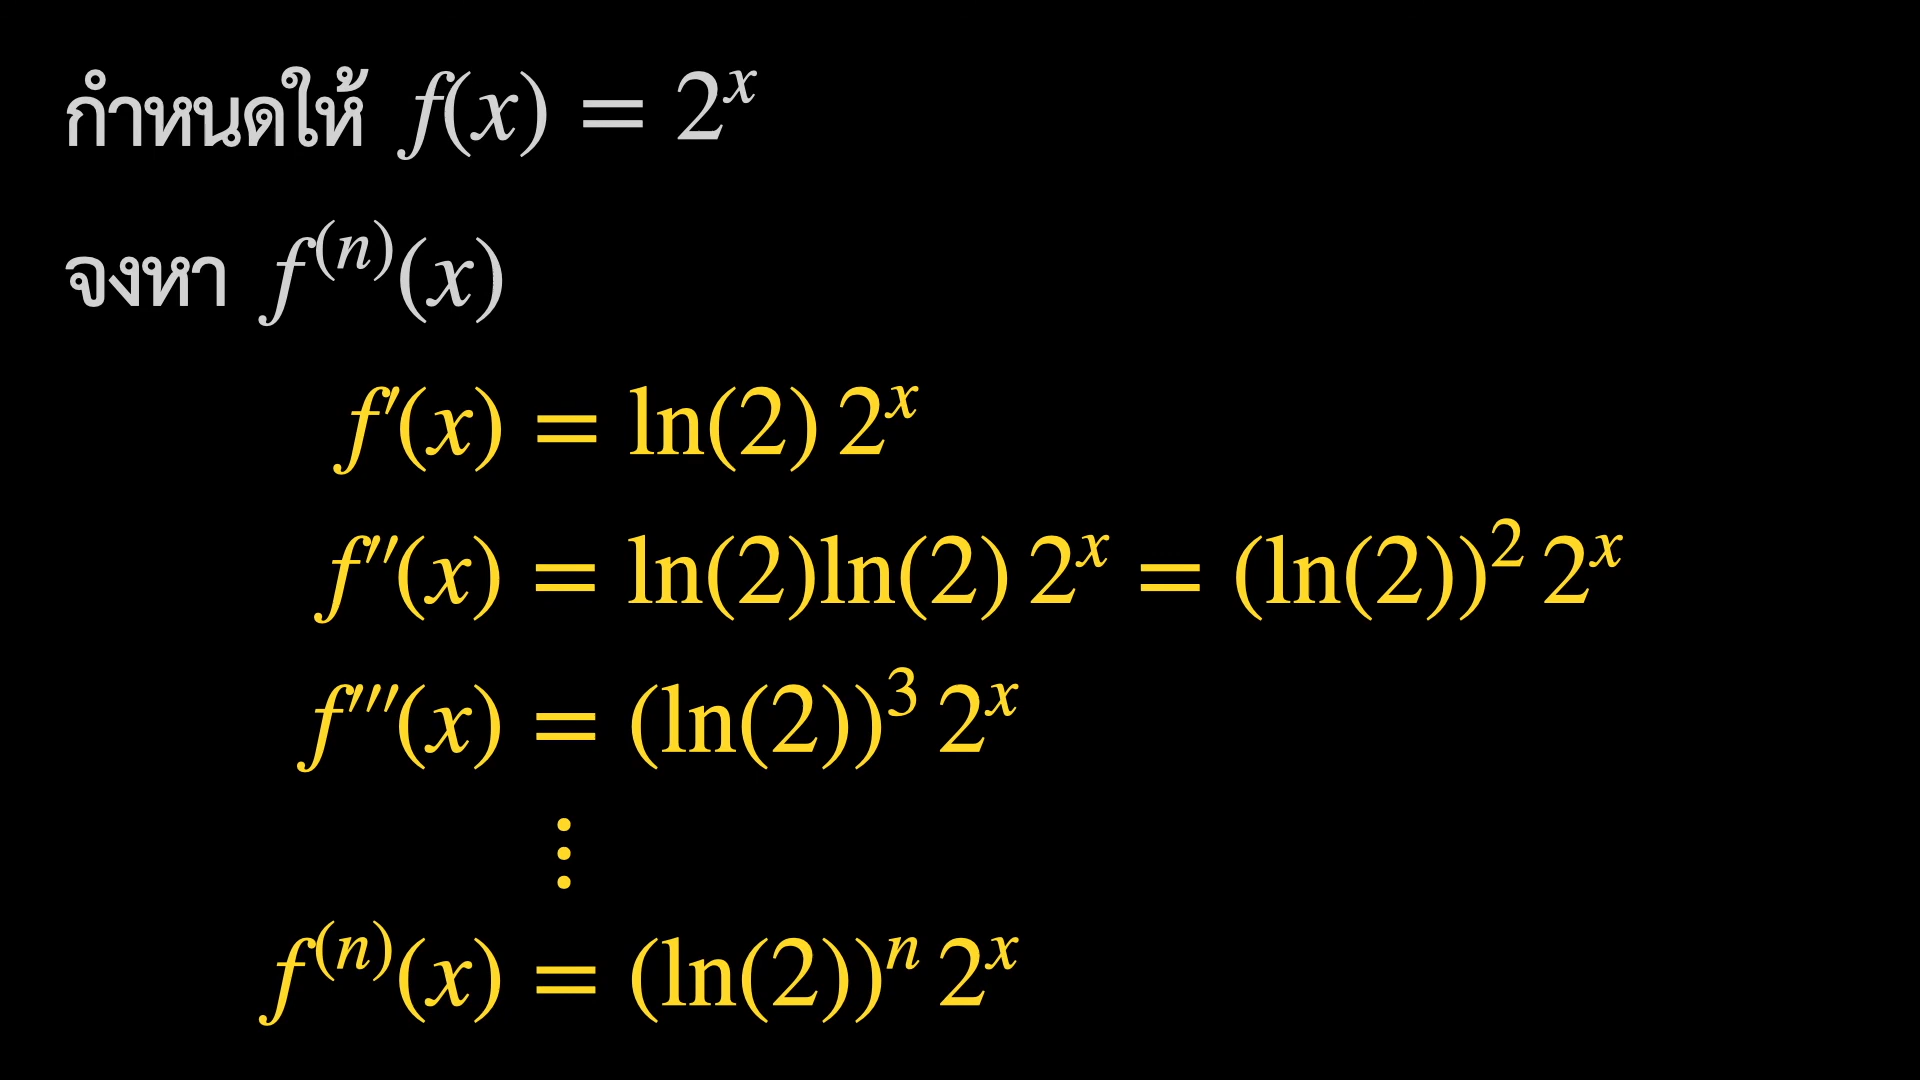 กำหนดให้ f(x) = 2^x
จงหา f^(n)(x)
f′(x) = ln(2) 2^x
f″(x) = ln(2)ln(2) 2^x = (ln(2))^2 2^x
f‴(x) = (ln(2))^3 2^x
⋮
f^(n)(x) = (ln(2))^n 2^x